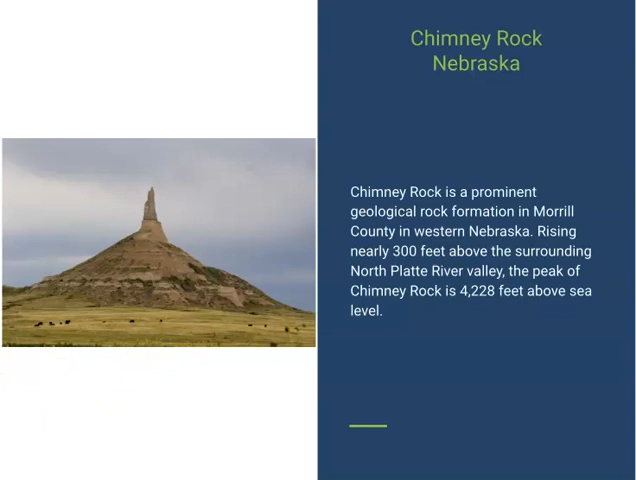 Chimney Rock
Nebraska
Chimney Rock is a prominent
geological rock formation in Morrill
County in western Nebraska. Rising
nearly 300 feet above the surrounding
North Platte River valley, the peak of
Chimney Rock is 4,228 feet above sea
level.